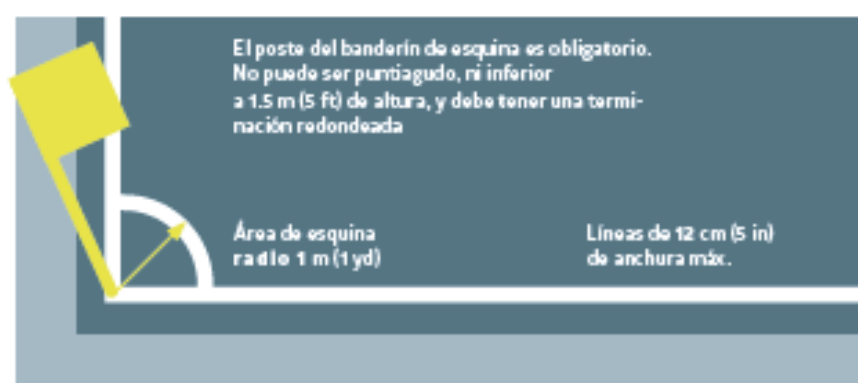 El poste del banderín de esquina es obligatorio.
No puede ser puntiagudo, ni inferior
a 1.5 m (5 ft) de altura, y debe tener una termi-
nación redondeada
Área de esquina
radio 1 m (1 yd)
Líneas de 12 cm (5 in)
de anchura máx.